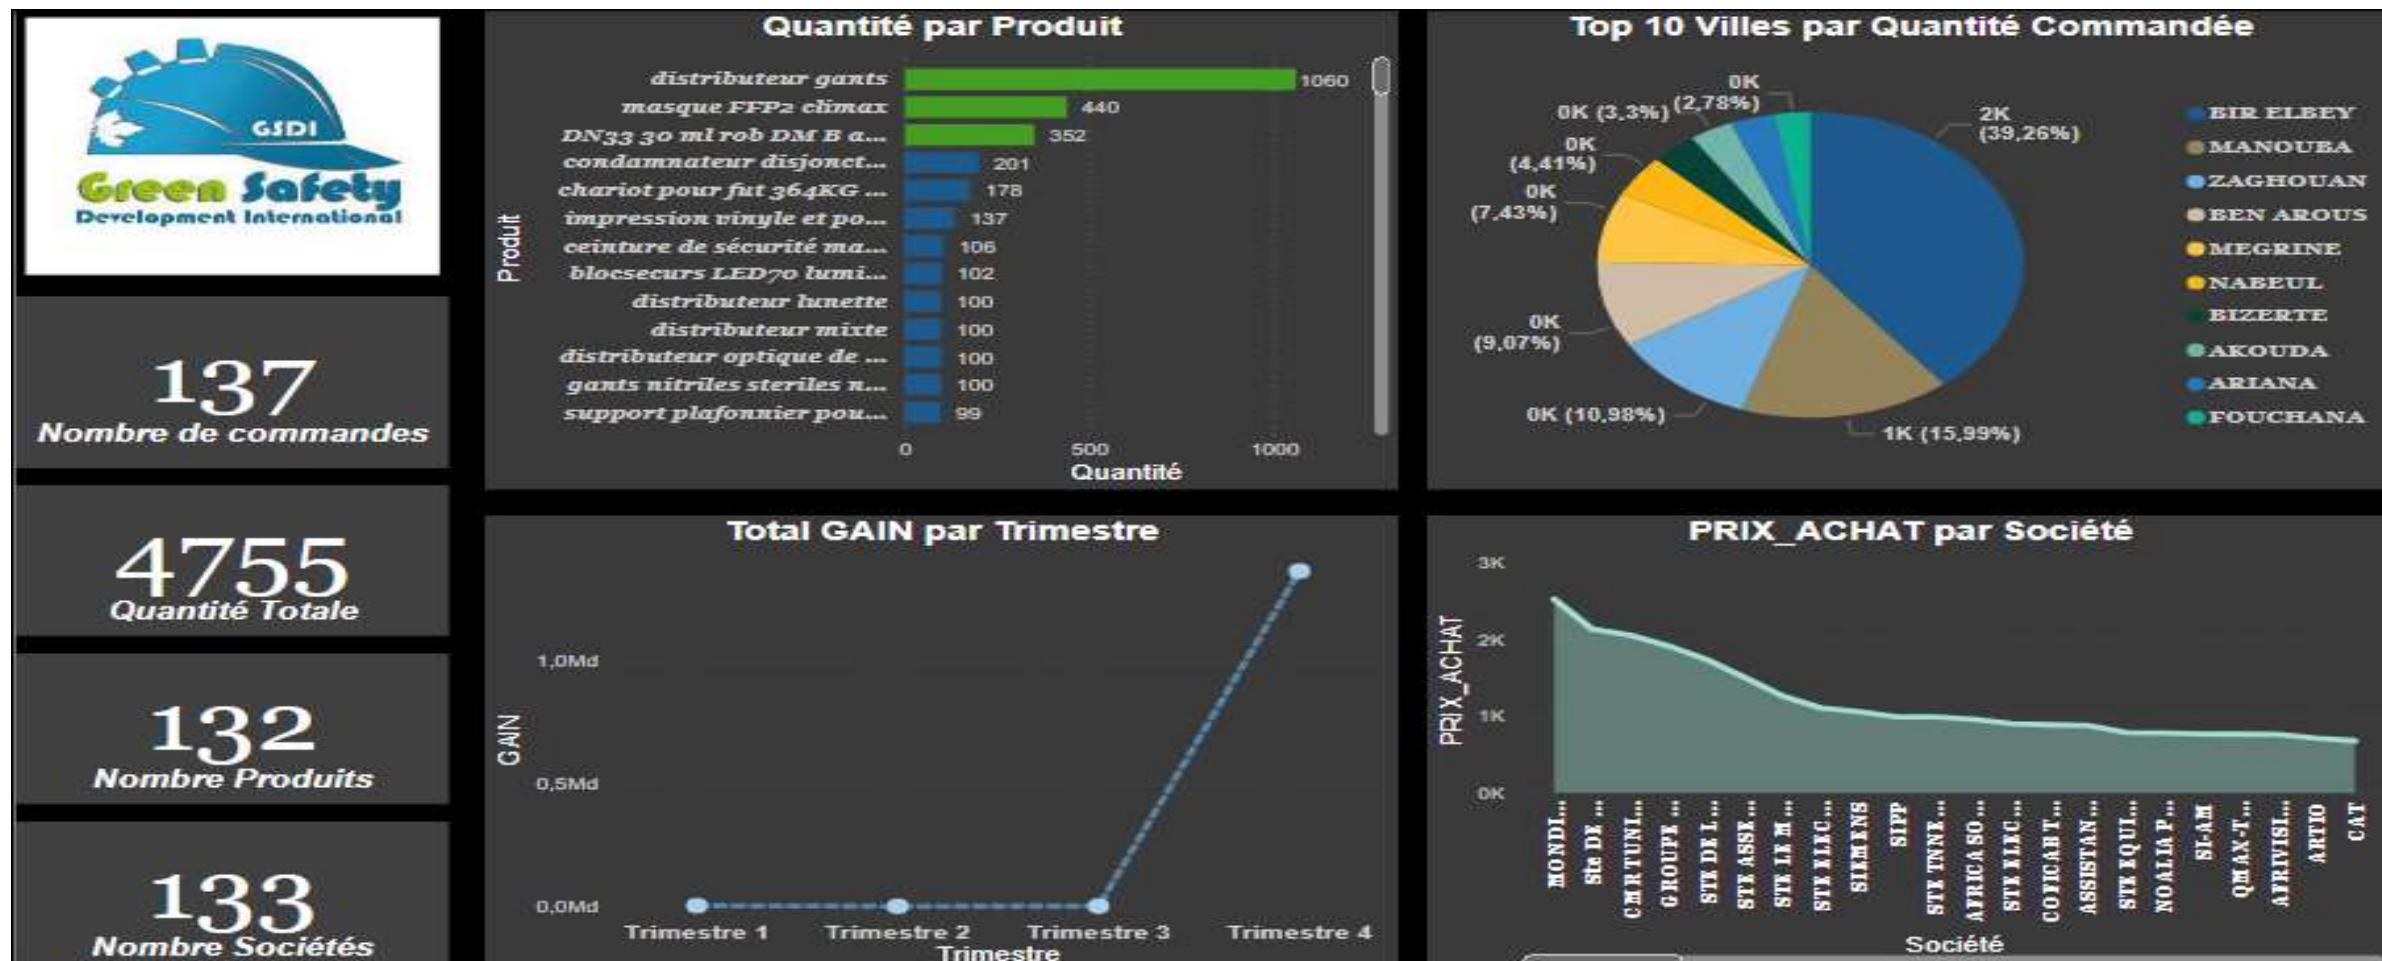 GSDI
Green Safety
Development International
137
Nombre de commandes
4755
Quantité Totale
132
Nombre Produits
133
Nombre Sociétés
Quantité par Produit
Produit
distributeur gants 1060
masque FFP2 climax 440
DN33 30 ml rob DM B a... 352
condamnateur disjonct... 201
chariot pour fut 364KG ... 178
impression vinyle et po... 137
ceinture de sécurité ma... 106
blocsecurs LED70 lumi... 102
distributeur lunette 100
distributeur mixte 100
distributeur optique de ... 100
gants nitriles steriles n... 100
support plafonnier pou... 99
0 500 1000
Quantité
Top 10 Villes par Quantité Commandée
2K
(39,26%)
1K (15,99%)
0K (10,98%)
0K
(9,07%)
0K
(7,43%)
0K
(4,41%)
0K (3,3%)
0K
(2,78%)
BIR ELBEY
MANOUBA
ZAGHOUAN
BEN AROUS
MEGRINE
NABEUL
BIZERTE
AKOUDA
ARIANA
FOUCHANA
Total GAIN par Trimestre
GAIN
1,0Md
0,5Md
0,0Md
Trimestre 1 Trimestre 2 Trimestre 3 Trimestre 4
Trimestre
PRIX_ACHAT par Société
PRIX_ACHAT
3K
2K
1K
0K
MONDI...
Ste DE ...
CMRTUNI...
GROUPE ...
STE DE L...
STE ASSE...
STE LE M...
STE ELEC...
SIEMENS
SIPP
STE TNNE...
AFRICA SO...
STE ELEC...
COFICAB T...
ASSISTAN...
STE EQUI...
NOALIA P...
SI-AM
QMAX-T...
AFRIVISI...
ARTIO
CAT
Société